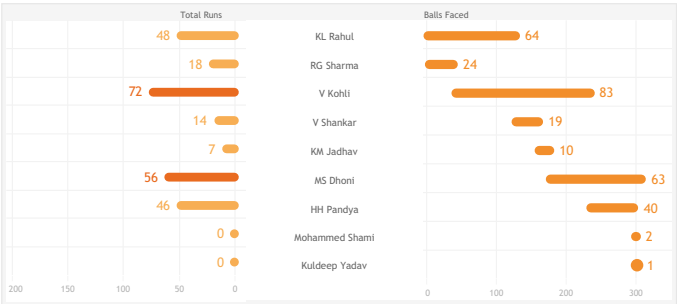 Total Runs Balls Faced
48 KL Rahul 64
18 RG Sharma 24
72 V Kohli 83
14 V Shankar 19
7 KM Jadhav 10
56 MS Dhoni 63
46 HH Pandya 40
0 Mohammed Shami 2
0 Kuldeep Yadav 1
200 150 100 50 0 0 100 200 300